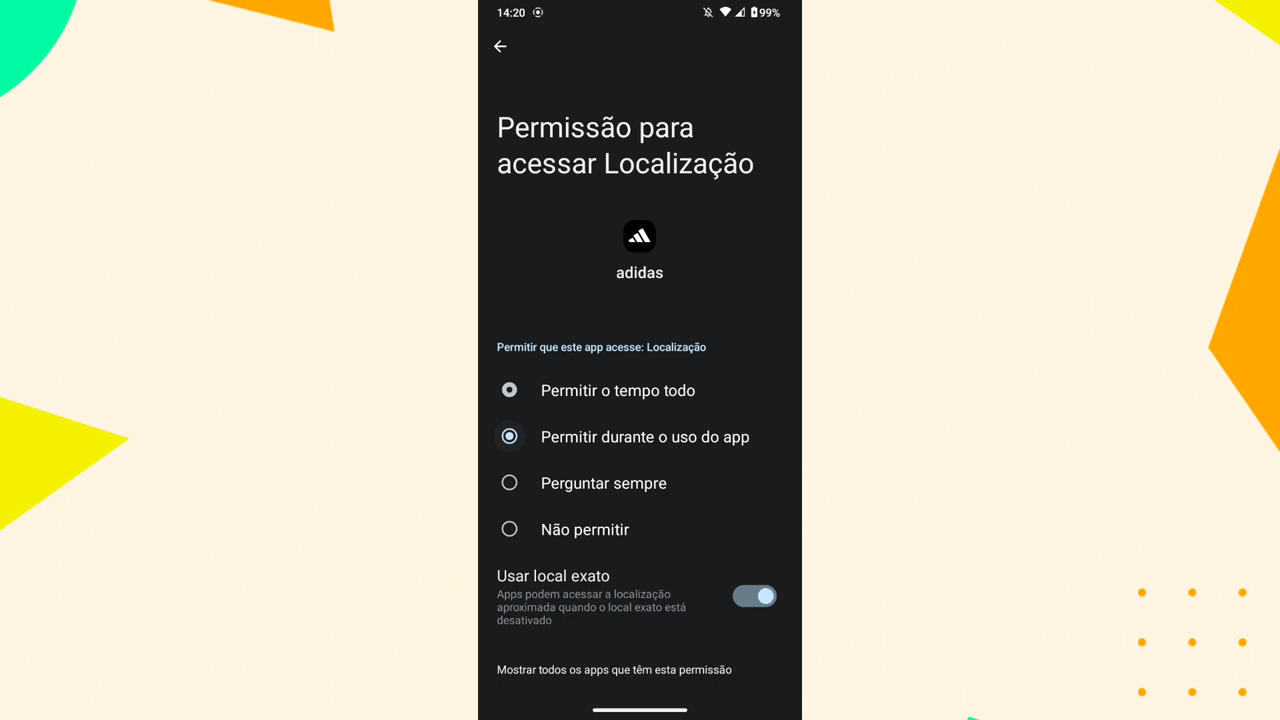 14:20
99%
Permissão para
acessar Localização
adidas
Permitir que este app acesse: Localização
Permitir o tempo todo
Permitir durante o uso do app
Perguntar sempre
Não permitir
Usar local exato
Apps podem acessar a localização
aproximada quando o local exato está
desativado
Mostrar todos os apps que têm esta permissão